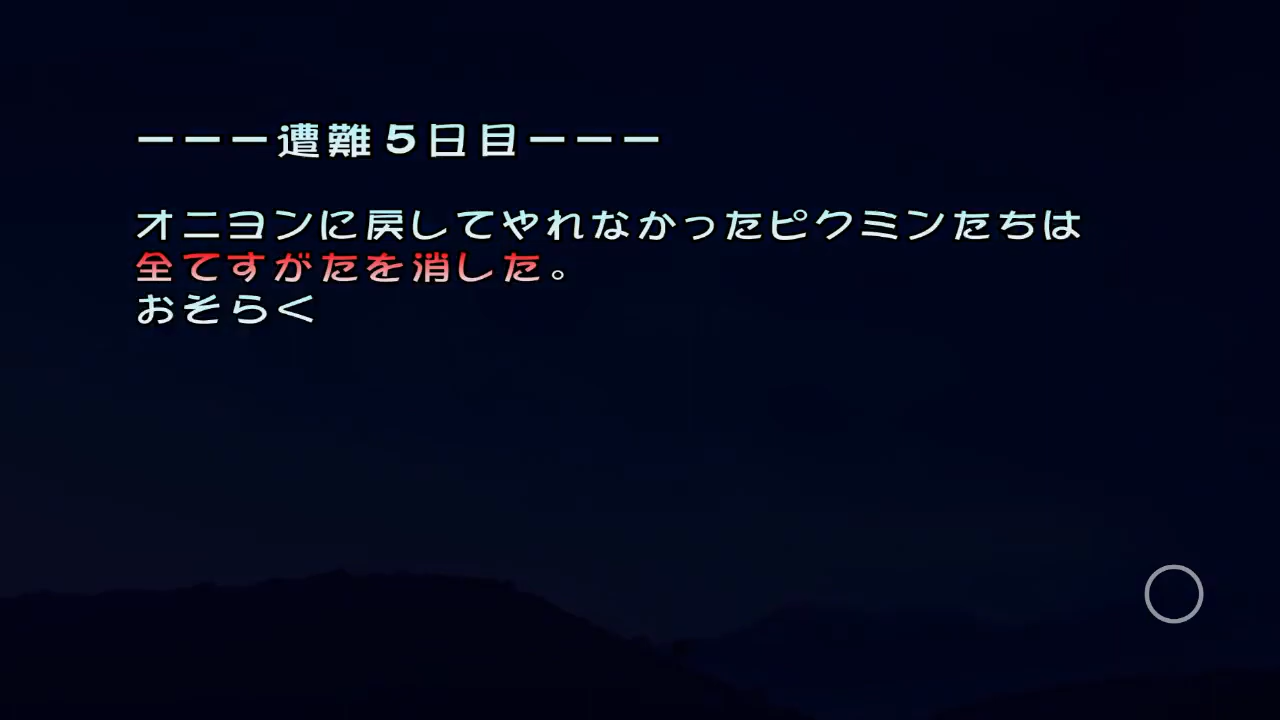 ーーー遭難5日目ーーー
オニヨンに戻してやれなかったピクミンたちは
全てすがたを消した。
おそらく